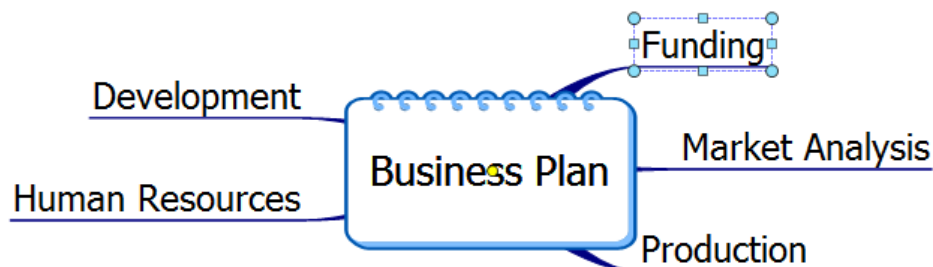 Funding
Development
Market Analysis
Business Plan
Human Resources
Production